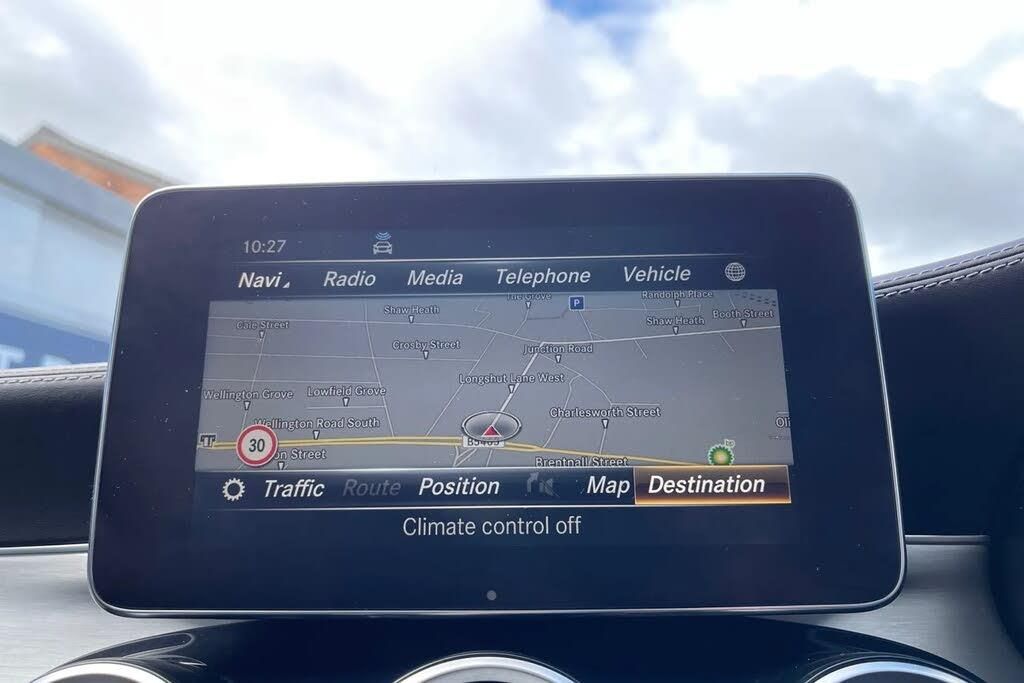 10:27
Navi Radio Media Telephone Vehicle
The Grove P Randolph Place
Shaw Heath Shaw Heath Booth Street
Cale Street
Crosby Street Junction Road
Longshut Lane West
Wellington Grove Lowfield Grove
Charlesworth Street
Wellington Road South
30
Brentnall Street
Traffic Route Position Map Destination
Climate control off